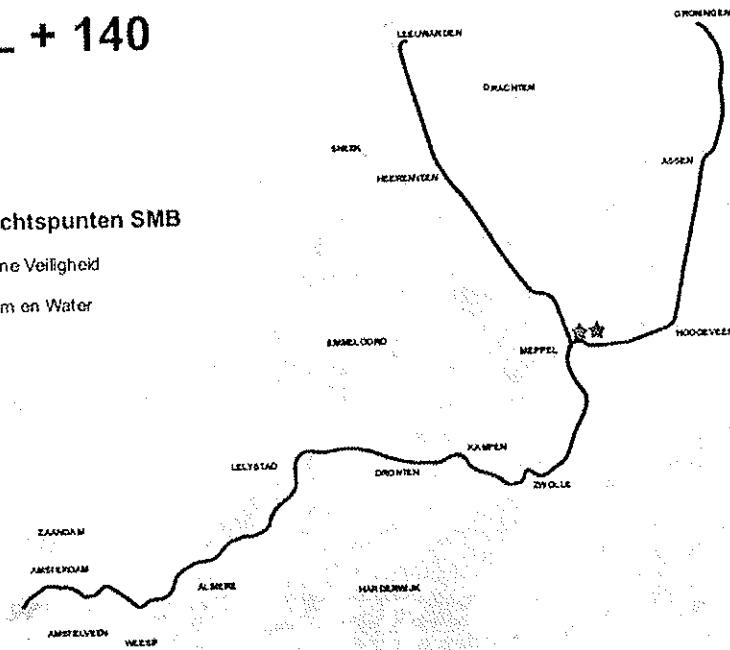 + 140
GRONINGEN
LEEUWARDEN
DRACHTEN
SNEEK
ASSEN
HEERENVEEN
chtspunten SMB
ne Veiligheid
m en Water
EMMELOORD
MEPPEL
HOOGEVEEN
KAMPEN
LELYSTAD
DRONTEN
ZWOLLE
ZAANDAM
AMSTERDAM
ALMERE
HARDERWIJK
AMSTELVEEN
WEESP